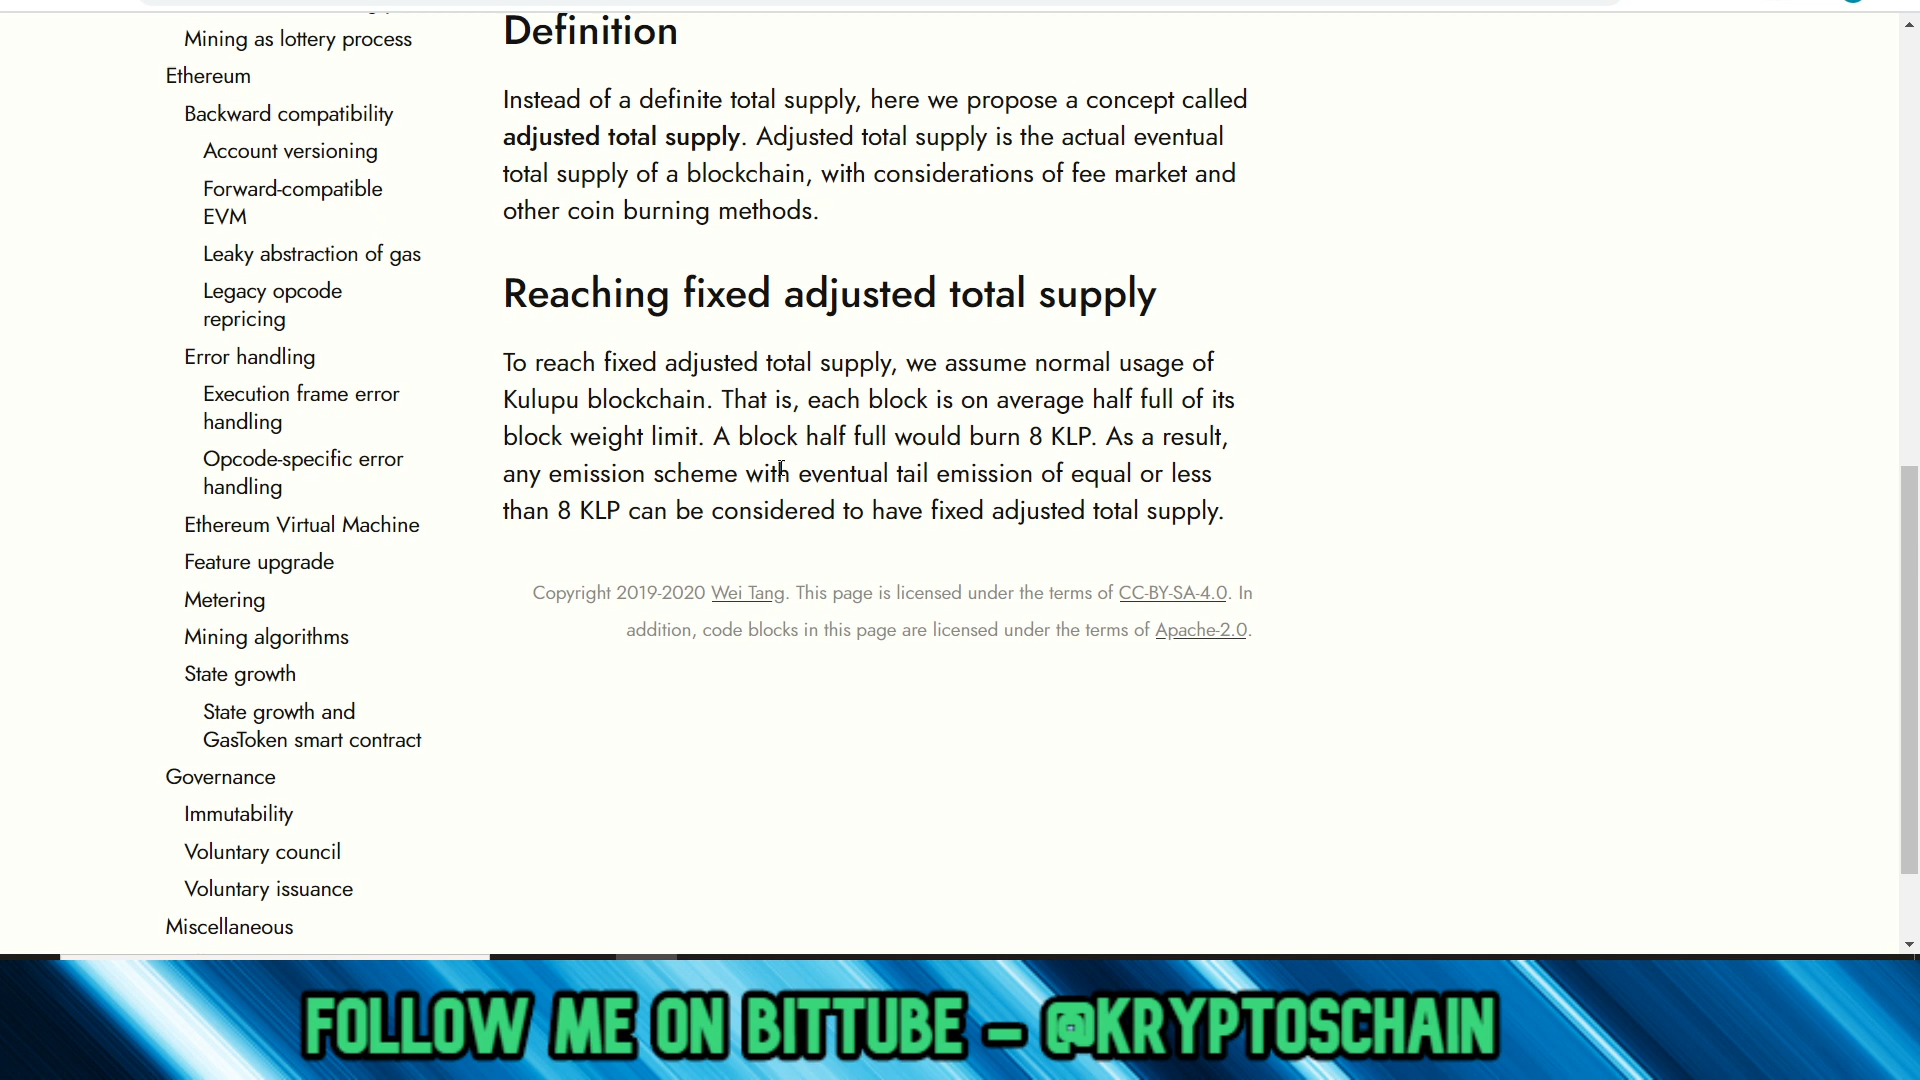 Mining as lottery process
Ethereum
Backward compatibility
Account versioning
Forward-compatible
EVM
Leaky abstraction of gas
Legacy opcode
repricing
Error handling
Execution frame error
handling
Opcode-specific error
handling
Ethereum Virtual Machine
Feature upgrade
Metering
Mining algorithms
State growth
State growth and
GasToken smart contract
Governance
Immutability
Voluntary council
Voluntary issuance
Miscellaneous
Definition
Instead of a definite total supply, here we propose a concept called
adjusted total supply. Adjusted total supply is the actual eventual
total supply of a blockchain, with considerations of fee market and
other coin burning methods.
Reaching fixed adjusted total supply
To reach fixed adjusted total supply, we assume normal usage of
Kulupu blockchain. That is, each block is on average half full of its
block weight limit. A block half full would burn 8 KLP. As a result,
any emission scheme with eventual tail emission of equal or less
than 8 KLP can be considered to have fixed adjusted total supply.
Copyright 2019-2020 Wei Tang. This page is licensed under the terms of CC-BY-SA-4.0. In
addition, code blocks in this page are licensed under the terms of Apache-2.0.
FOLLOW ME ON BITTUBE – @KRYPTOSCHAIN